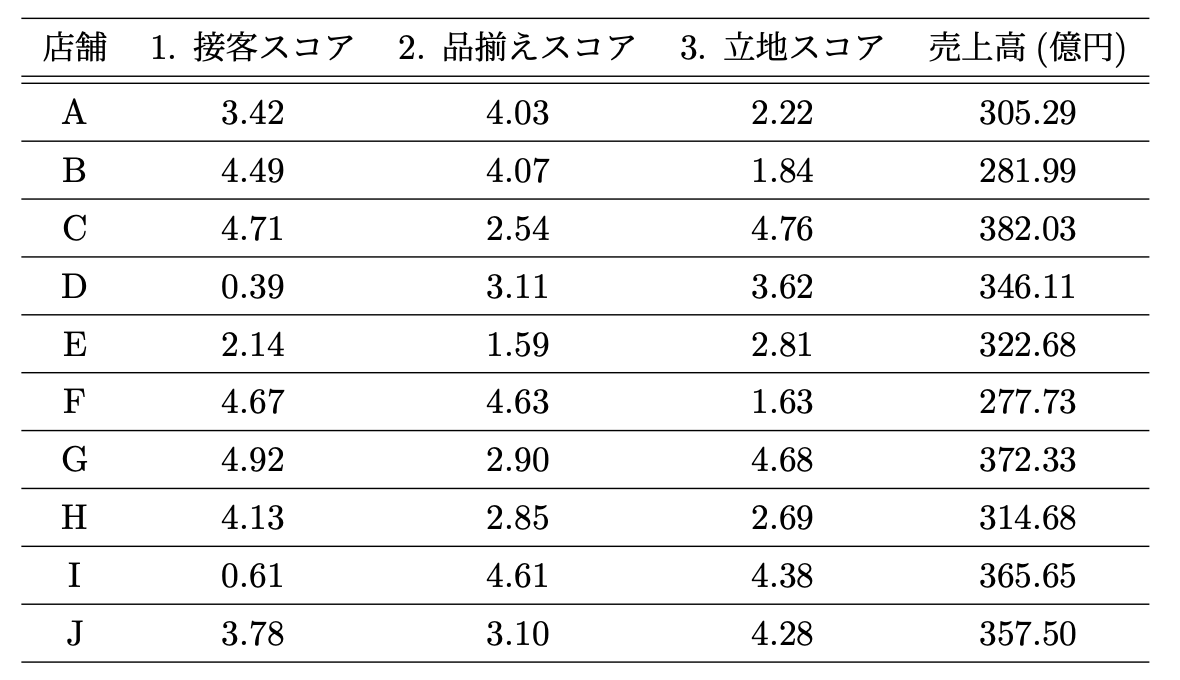 店舗 1. 接客スコア 2. 品揃えスコア 3. 立地スコア 売上高 (億円)
A 3.42 4.03 2.22 305.29
B 4.49 4.07 1.84 281.99
C 4.71 2.54 4.76 382.03
D 0.39 3.11 3.62 346.11
E 2.14 1.59 2.81 322.68
F 4.67 4.63 1.63 277.73
G 4.92 2.90 4.68 372.33
H 4.13 2.85 2.69 314.68
I 0.61 4.61 4.38 365.65
J 3.78 3.10 4.28 357.50